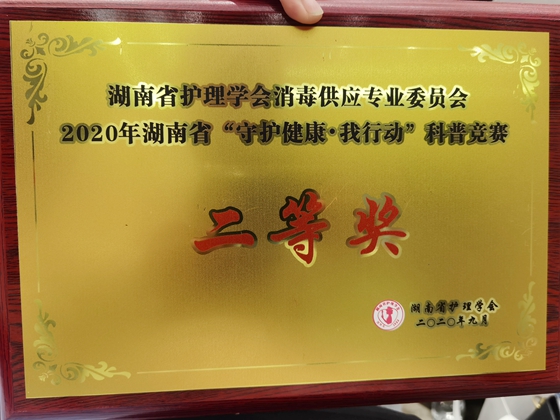 湖南省护理学会消毒供应专业委员会
2020年湖南省“守护健康·我行动”科普竞赛
二等奖
湖南省护理学会
二〇二〇年九月